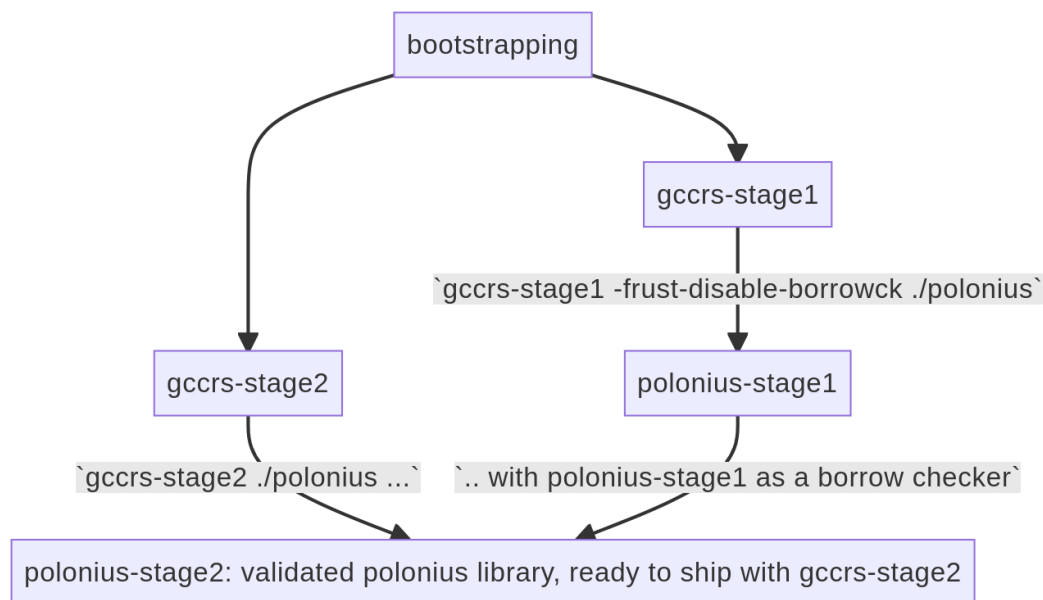 bootstrapping
gccrs-stage1
`gccrs-stage1 -frust-disable-borrowck ./polonius`
gccrs-stage2
polonius-stage1
`gccrs-stage2 ./polonius ...`
`.. with polonius-stage1 as a borrow checker`
polonius-stage2: validated polonius library, ready to ship with gccrs-stage2